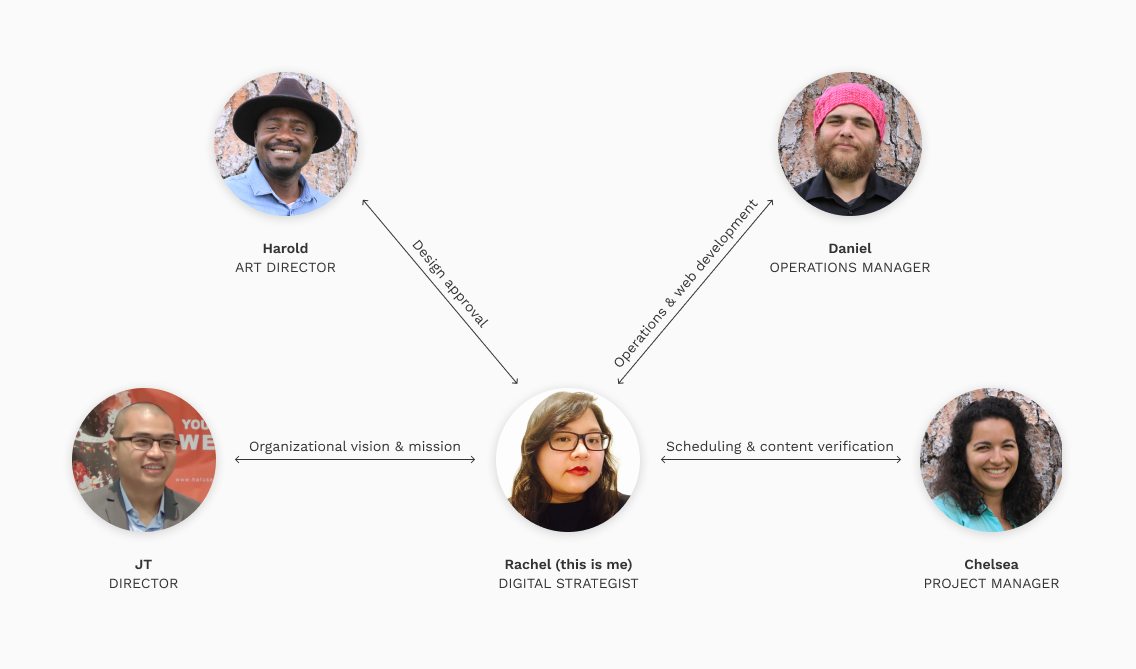 Harold
ART DIRECTOR
Daniel
OPERATIONS MANAGER
Design approval
Operations & web development
Organizational vision & mission
Scheduling & content verification
JT
DIRECTOR
Rachel (this is me)
DIGITAL STRATEGIST
Chelsea
PROJECT MANAGER
YOU
WE